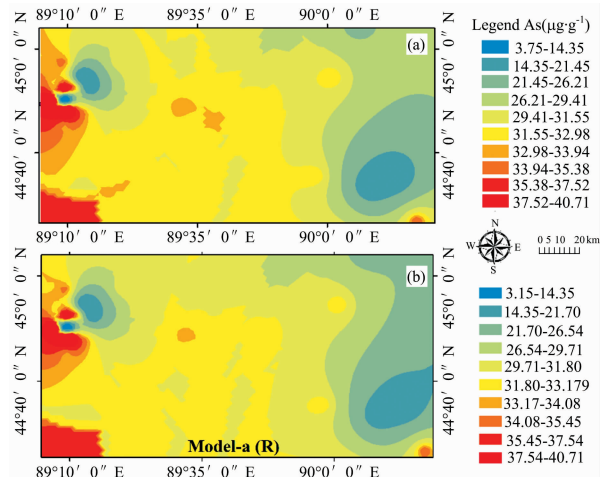 89°10′ 0″ E 89°35′ 0″ E 90°0′ 0″ E
Legend As(μg·g⁻¹)
(a)
45°0′ 0″ N
44°40′ 0″ N
45°0′ 0″ N
44°40′ 0″ N
3.75-14.35
14.35-21.45
21.45-26.21
26.21-29.41
29.41-31.55
31.55-32.98
32.98-33.94
33.94-35.38
35.38-37.52
37.52-40.71
N
W E
S
0 5 10 20km
(b)
45°0′ 0″ N
44°40′ 0″ N
45°0′ 0″ N
44°40′ 0″ N
3.15-14.35
14.35-21.70
21.70-26.54
26.54-29.71
29.71-31.80
31.80-33.179
33.17-34.08
34.08-35.45
35.45-37.54
37.54-40.71
Model-a (R)
89°10′ 0″ E 89°35′ 0″ E 90°0′ 0″ E